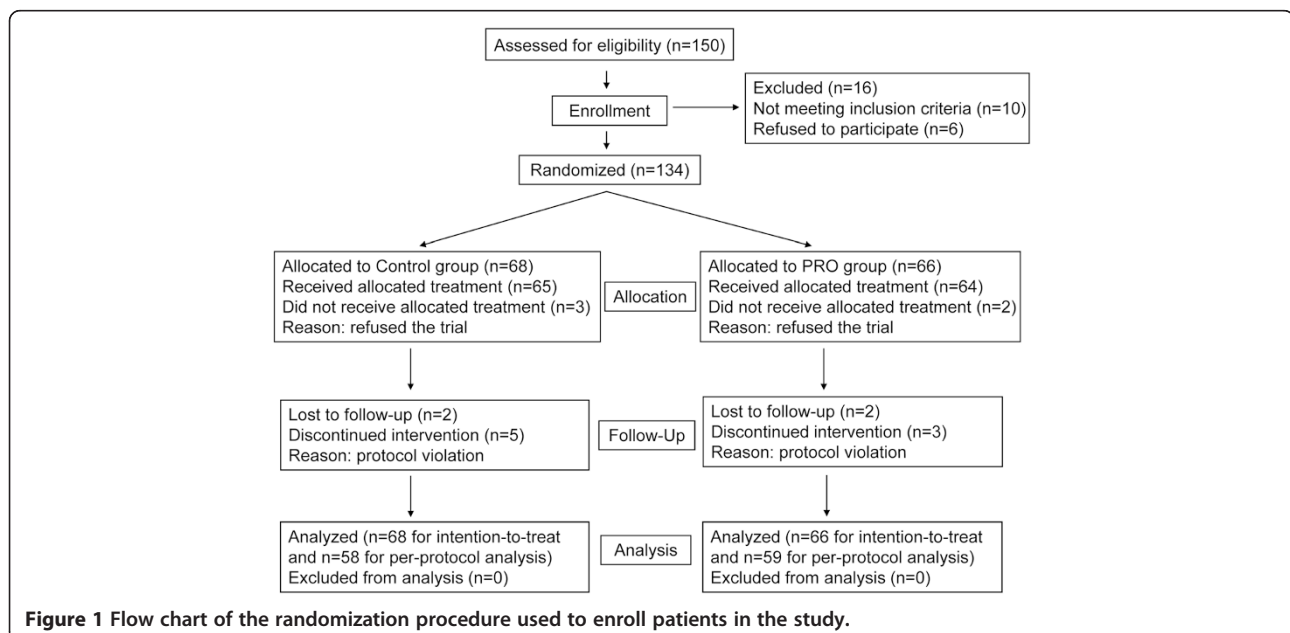 Assessed for eligibility (n=150)
Excluded (n=16)
Not meeting inclusion criteria (n=10)
Refused to participate (n=6)
Enrollment
Randomized (n=134)
Allocated to Control group (n=68)
Received allocated treatment (n=65)
Did not receive allocated treatment (n=3)
Reason: refused the trial
Allocation
Allocated to PRO group (n=66)
Received allocated treatment (n=64)
Did not receive allocated treatment (n=2)
Reason: refused the trial
Lost to follow-up (n=2)
Discontinued intervention (n=5)
Reason: protocol violation
Follow-Up
Lost to follow-up (n=2)
Discontinued intervention (n=3)
Reason: protocol violation
Analyzed (n=68 for intention-to-treat
and n=58 for per-protocol analysis)
Excluded from analysis (n=0)
Analysis
Analyzed (n=66 for intention-to-treat
and n=59 for per-protocol analysis)
Excluded from analysis (n=0)
Figure 1 Flow chart of the randomization procedure used to enroll patients in the study.